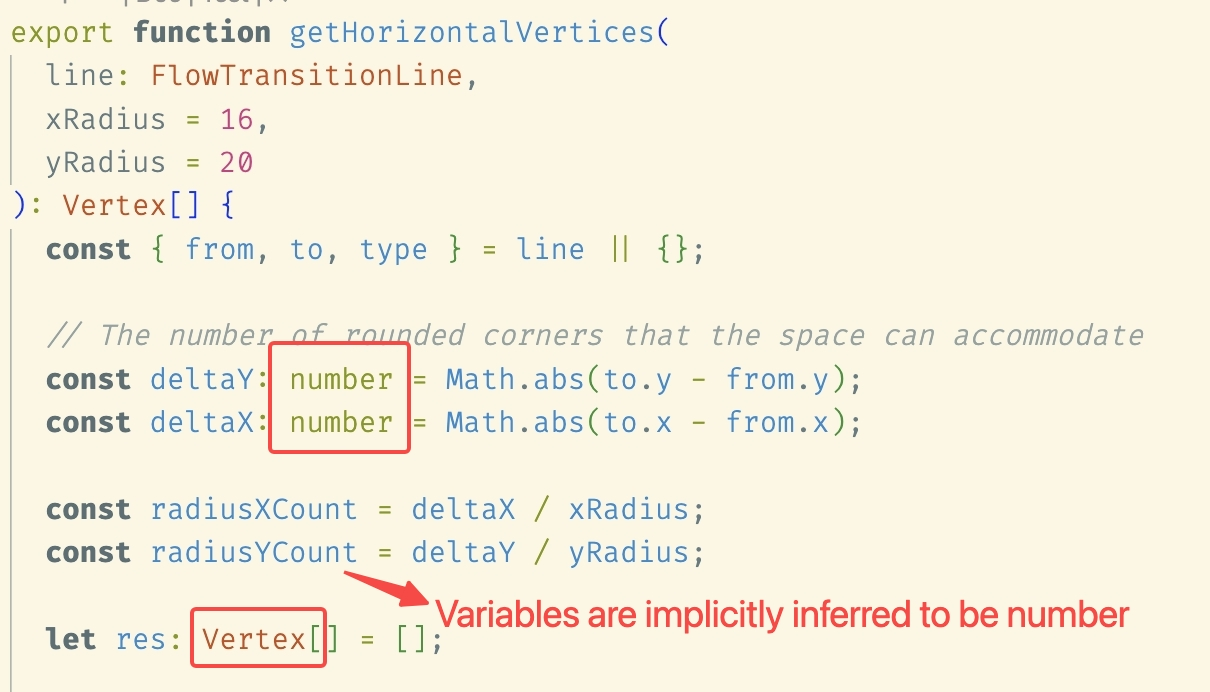 export function getHorizontalVertices(
line: FlowTransitionLine,
xRadius = 16,
yRadius = 20
): Vertex[] {
const { from, to, type } = line || {};
// The number of rounded corners that the space can accommodate
const deltaY: number = Math.abs(to.y - from.y);
const deltaX: number = Math.abs(to.x - from.x);
const radiusXCount = deltaX / xRadius;
const radiusYCount = deltaY / yRadius;
Variables are implicitly inferred to be number
let res: Vertex[] = [];